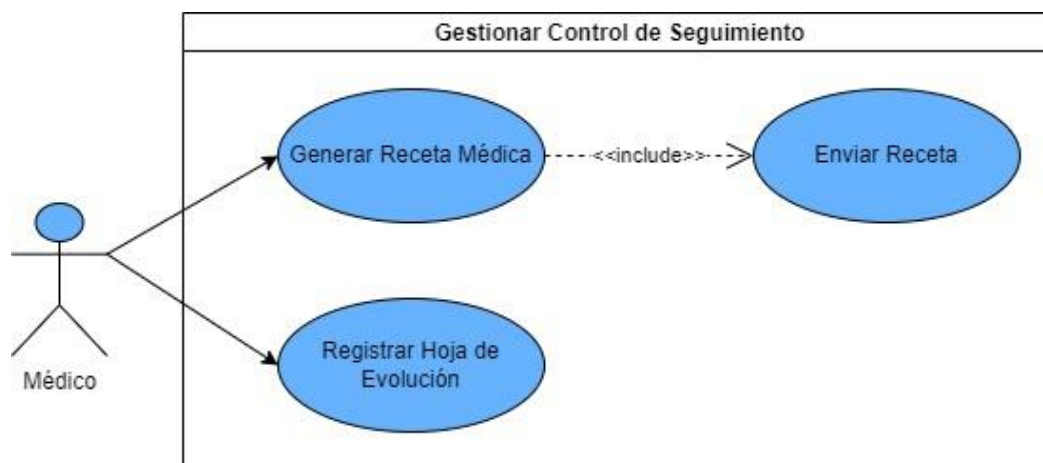 Gestionar Control de Seguimiento
Generar Receta Médica
<<include>>
Enviar Receta
Médico
Registrar Hoja de
Evolución